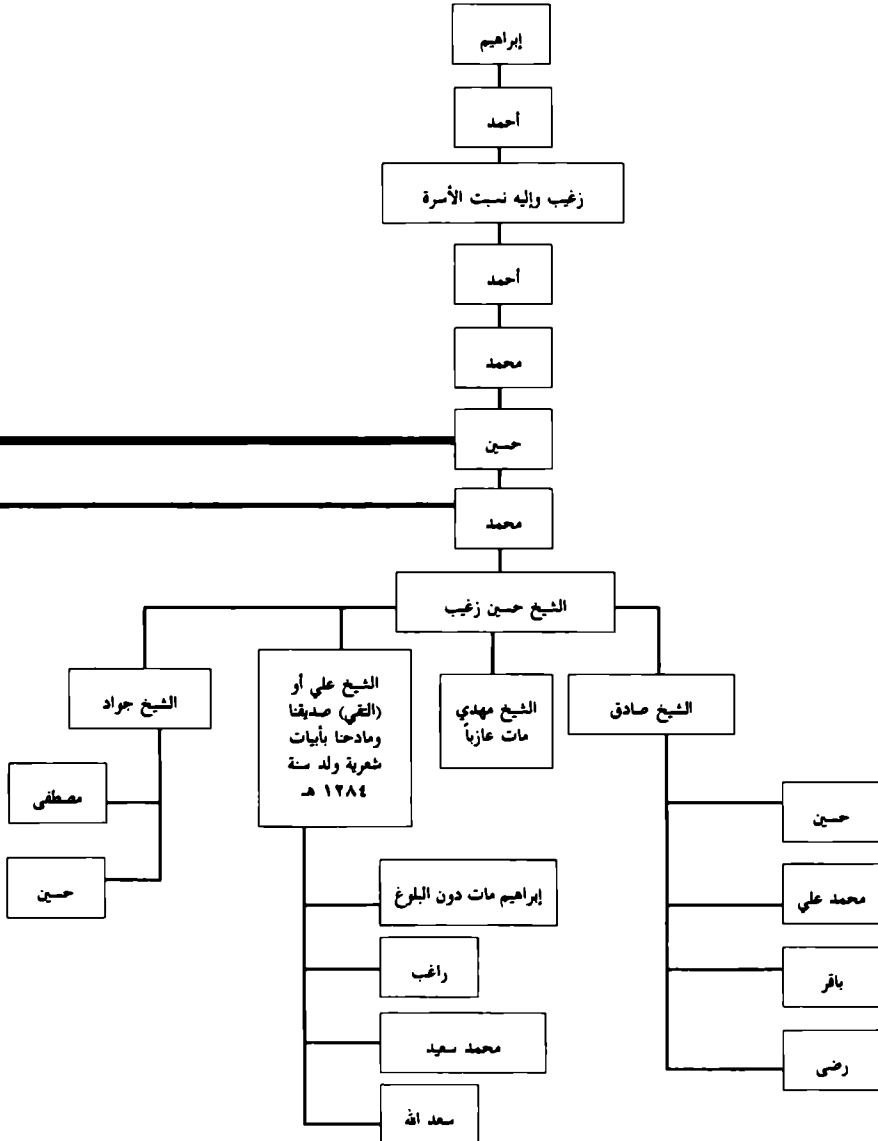 إبراهيم
أحمد
زغيب وإليه نسبت الأسرة
أحمد
محمد
حسين
محمد
الشيخ حسين زغيب
الشيخ صادق
حسين
محمد علي
باقر
رضى
الشيخ مهدي
مات عازباً
الشيخ علي أو
(التقي) صديقنا
ومادحنا بأبيات
شعرية ولد سنة
١٢٨٤ هـ
إبراهيم مات دون البلوغ
راغب
محمد سعيد
سعد الله
الشيخ جواد
مصطفى
حسين